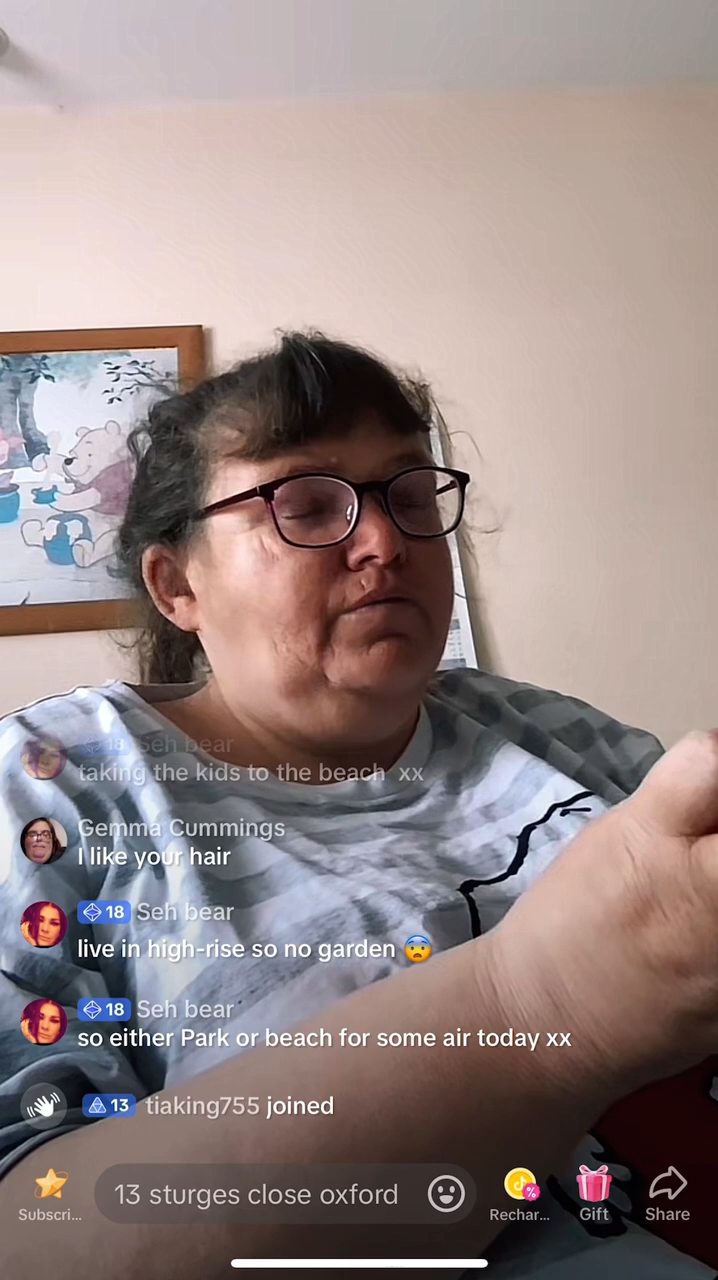 18 Seh bear
taking the kids to the beach xx
Gemma Cummings
I like your hair
18 Seh bear
live in high-rise so no garden 😨
18 Seh bear
so either Park or beach for some air today xx
13 tiaking755 joined
Subscri...
13 sturges close oxford
Rechar...
Gift
Share